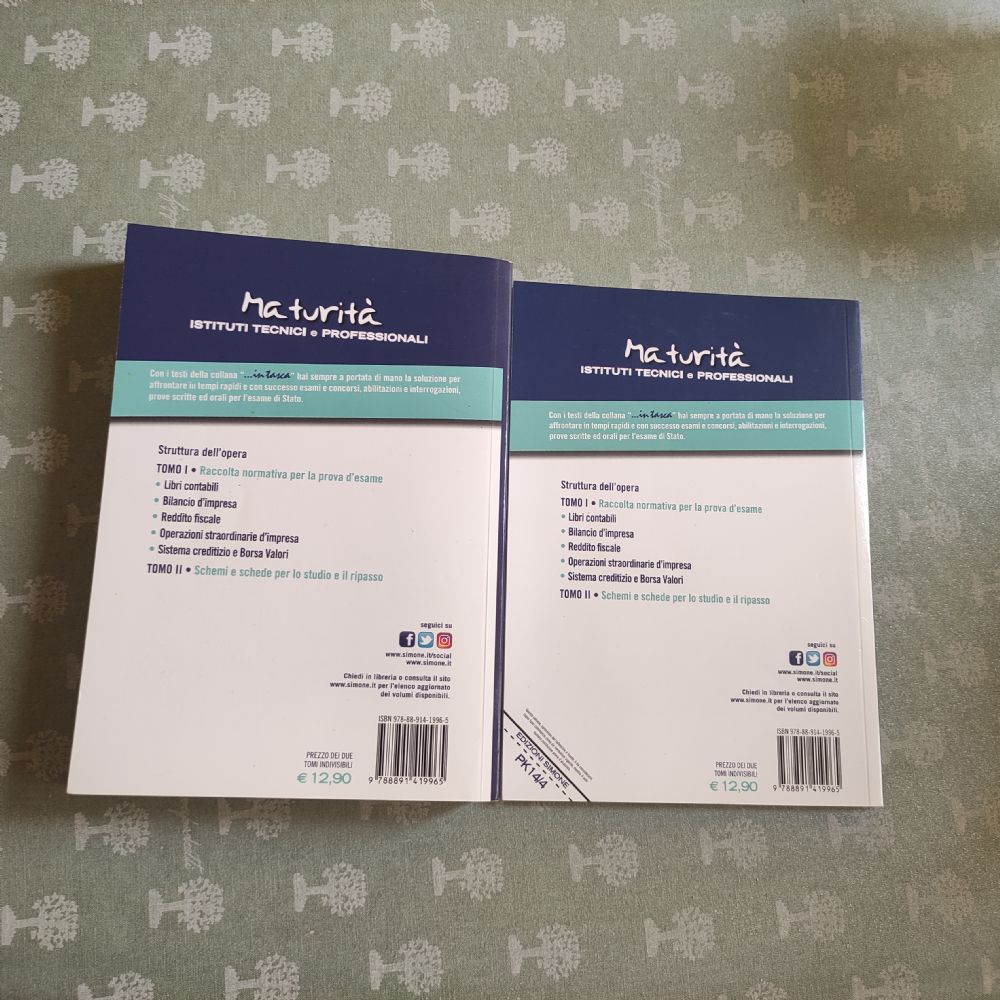 Maturità
ISTITUTI TECNICI e PROFESSIONALI
Con i testi della collana "...in tasca" hai sempre a portata di mano la soluzione per
affrontare in tempi rapidi e con successo esami e concorsi, abilitazioni e interrogazioni,
prove scritte ed orali per l'esame di Stato.
Struttura dell'opera
TOMO I • Raccolta normativa per la prova d'esame
• Libri contabili
• Bilancio d'impresa
• Reddito fiscale
• Operazioni straordinarie d'impresa
• Sistema creditizio e Borsa Valori
TOMO II • Schemi e schede per lo studio e il ripasso
seguici su
www.simone.it/social
www.simone.it
Chiedi in libreria o consulta il sito
www.simone.it per l'elenco aggiornato
dei volumi disponibili.
ISBN 978-88-914-1996-5
PREZZO DEI DUE
TOMI INDIVISIBILI
€ 12,90
9 788891 419965
Maturità
ISTITUTI TECNICI e PROFESSIONALI
Con i testi della collana "...in tasca" hai sempre a portata di mano la soluzione per
affrontare in tempi rapidi e con successo esami e concorsi, abilitazioni e interrogazioni,
prove scritte ed orali per l'esame di Stato.
Struttura dell'opera
TOMO I • Raccolta normativa per la prova d'esame
• Libri contabili
• Bilancio d'impresa
• Reddito fiscale
• Operazioni straordinarie d'impresa
• Sistema creditizio e Borsa Valori
TOMO II • Schemi e schede per lo studio e il ripasso
seguici su
www.simone.it/social
www.simone.it
Chiedi in libreria o consulta il sito
www.simone.it per l'elenco aggiornato
dei volumi disponibili.
EDIZIONI SIMONE
PK14/4
ISBN 978-88-914-1996-5
PREZZO DEI DUE
TOMI INDIVISIBILI
€ 12,90
9 788891 419965